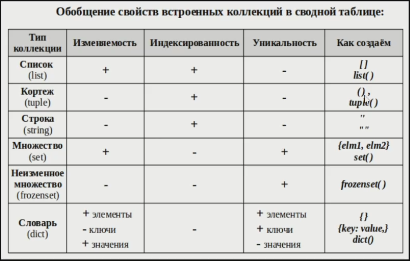 Обобщение свойств встроенных коллекций в сводной таблице:
Тип коллекции Изменяемость Индексированность Уникальность Как создаём
Список (list) + + - [ ] list( )
Кортеж (tuple) - + - ( ) , tuple( )
Строка (string) - + - '' " "
Множество (set) + - + {elm1, elm2} set( )
Неизменное множество (frozenset) - - + frozenset( )
Словарь (dict) + элементы - ключи + значения - + элементы + ключи - значения { } {key: value,} dict()